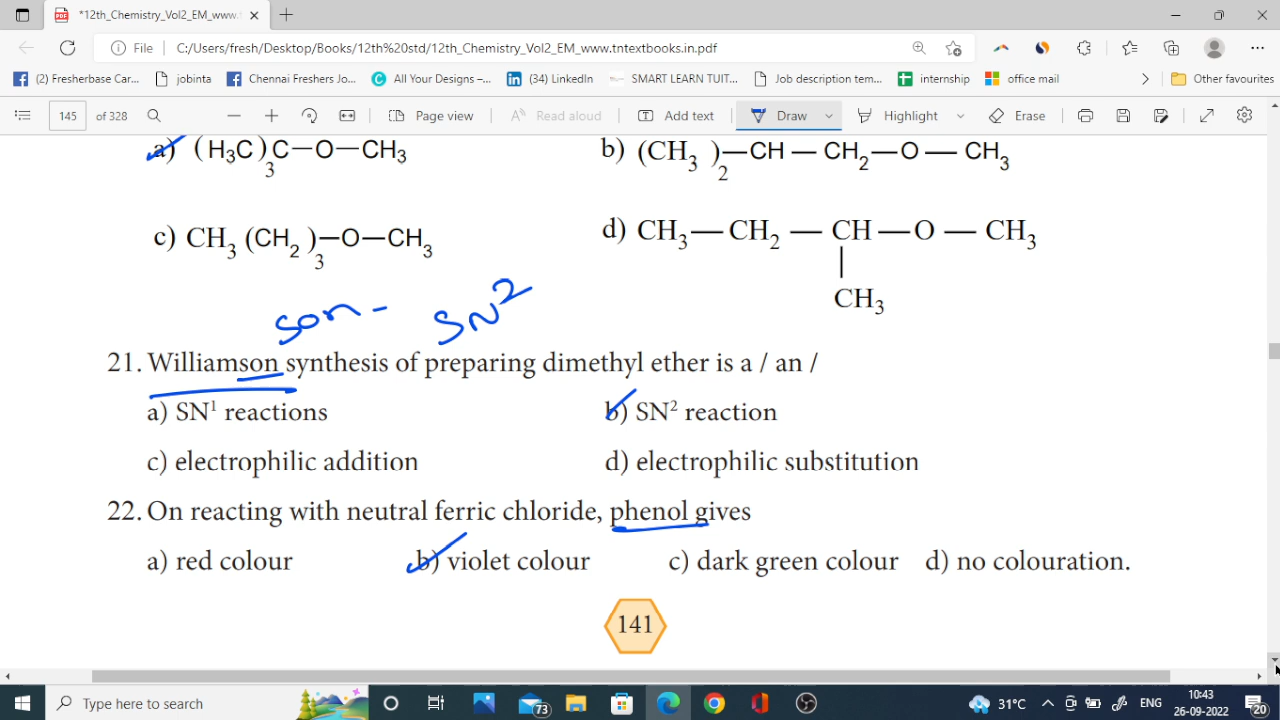 *12th_Chemistry_Vol2_EM_www.t
File C:/Users/fresh/Desktop/Books/12th%20std/12th_Chemistry_Vol2_EM_www.tntextbooks.in.pdf
(2) Fresherbase Car... jobinta Chennai Freshers Jo... All Your Designs –... (34) LinkedIn SMART LEARN TUIT... Job description tem... internship office mail Other favourites
145 of 328 Page view Read aloud Add text Draw Highlight Erase
a) (H₃C)₃C—O—CH₃ b) (CH₃)₂—CH—CH₂—O—CH₃
c) CH₃(CH₂)₃—O—CH₃ d) CH₃—CH₂—CH—O—CH₃
CH₃
son - SN²
21. Williamson synthesis of preparing dimethyl ether is a / an /
a) SN¹ reactions b) SN² reaction
c) electrophilic addition d) electrophilic substitution
22. On reacting with neutral ferric chloride, phenol gives
a) red colour b) violet colour c) dark green colour d) no colouration.
141
Type here to search 73 31°C ENG 10:43
26-09-2022 20